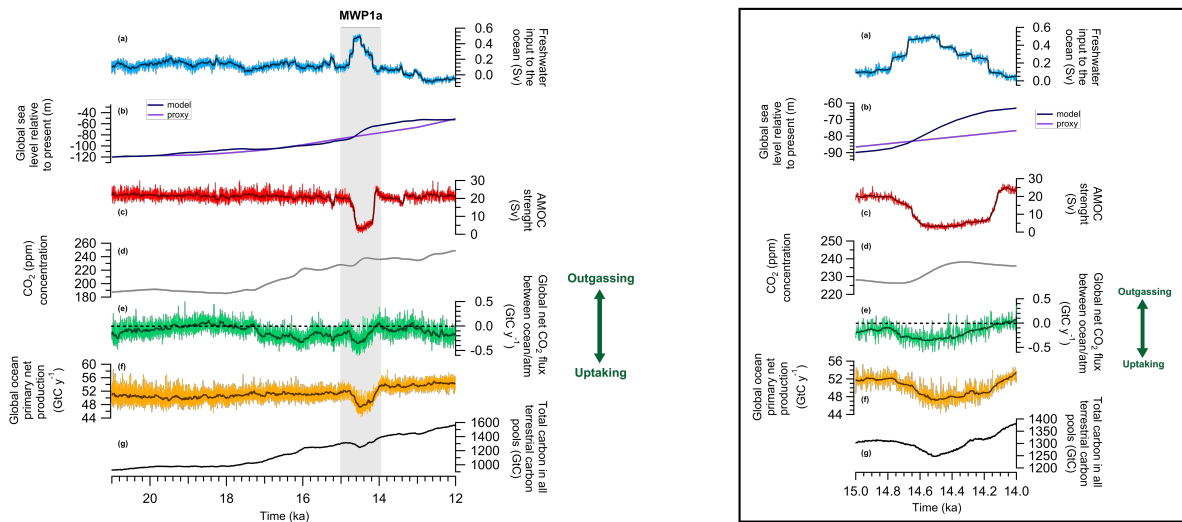 MWP1a
(a)
0.6
0.4
0.2
0.0
Freshwater
input to the
ocean (Sv)
(b)
model
proxy
-40
-60
-80
-100
-120
Global sea
level relative
to present (m)
30
20
10
0
AMOC
strenght
(Sv)
(c)
260
240
220
200
180
CO2 (ppm)
concentration
(d)
(e)
0.5
0.0
-0.5
Global net CO2 flux
between ocean/atm
(GtC y-1)
Outgassing
Uptaking
60
56
52
48
44
Global ocean
primary net
production
(GtC y-1)
(f)
(g)
1600
1400
1200
1000
Total carbon in all
terrestrial carbon
pools (GtC)
20
18
16
14
12
Time (ka)
(a)
0.6
0.4
0.2
0.0
Freshwater
input to the
ocean (Sv)
(b)
model
proxy
-60
-70
-80
-90
Global sea
level relative
to present (m)
30
20
10
0
AMOC
strenght
(Sv)
(c)
250
240
230
220
CO2 (ppm)
concentration
(d)
(e)
0.5
0.0
-0.5
Global net CO2 flux
between ocean/atm
(GtC y-1)
Outgassing
Uptaking
56
52
48
44
Global ocean
primary net
production
(GtC y-1)
(f)
(g)
1400
1300
1200
Total carbon in all
terrestrial carbon
pools (GtC)
15.0
14.8
14.6
14.4
14.2
14.0
Time (ka)